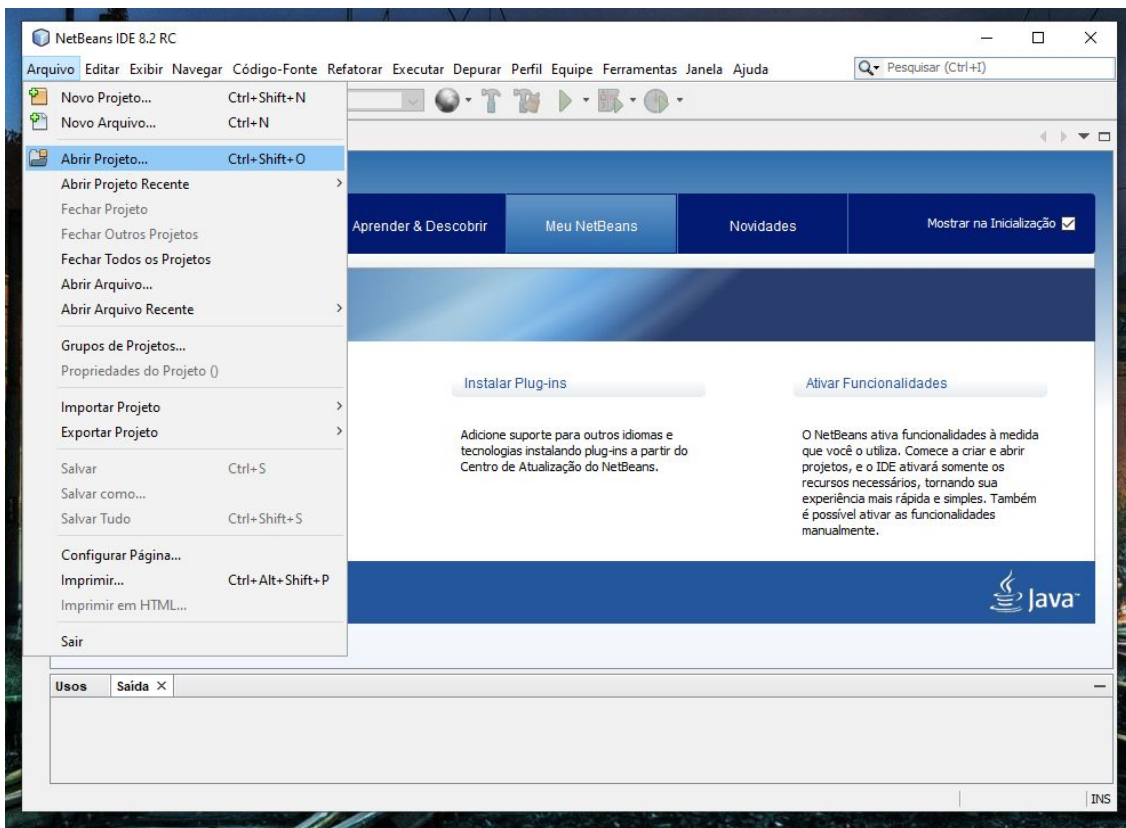 NetBeans IDE 8.2 RC
Arquivo Editar Exibir Navegar Código-Fonte Refatorar Executar Depurar Perfil Equipe Ferramentas Janela Ajuda
Pesquisar (Ctrl+I)
Novo Projeto... Ctrl+Shift+N
Novo Arquivo... Ctrl+N
Abrir Projeto... Ctrl+Shift+O
Abrir Projeto Recente
Fechar Projeto
Fechar Outros Projetos
Fechar Todos os Projetos
Abrir Arquivo...
Abrir Arquivo Recente
Grupos de Projetos...
Propriedades do Projeto ()
Importar Projeto
Exportar Projeto
Salvar Ctrl+S
Salvar como...
Salvar Tudo Ctrl+Shift+S
Configurar Página...
Imprimir... Ctrl+Alt+Shift+P
Imprimir em HTML...
Sair
Aprender & Descobrir Meu NetBeans Novidades Mostrar na Inicialização
Instalar Plug-ins
Adicione suporte para outros idiomas e
tecnologias instalando plug-ins a partir do
Centro de Atualização do NetBeans.
Ativar Funcionalidades
O NetBeans ativa funcionalidades à medida
que você o utiliza. Comece a criar e abrir
projetos, e o IDE ativará somente os
recursos necessários, tornando sua
experiência mais rápida e simples. Também
é possível ativar as funcionalidades
manualmente.
Java
Usos Saída
INS